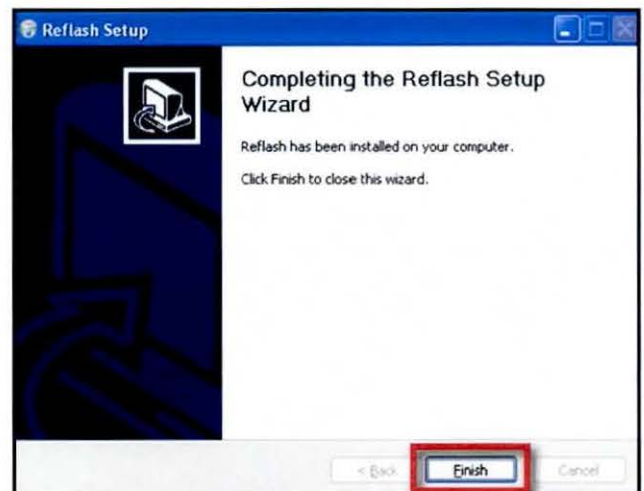 Reflash Setup
Completing the Reflash Setup
Wizard
Reflash has been installed on your computer.
Click Finish to close this wizard.
< Back
Finish
Cancel